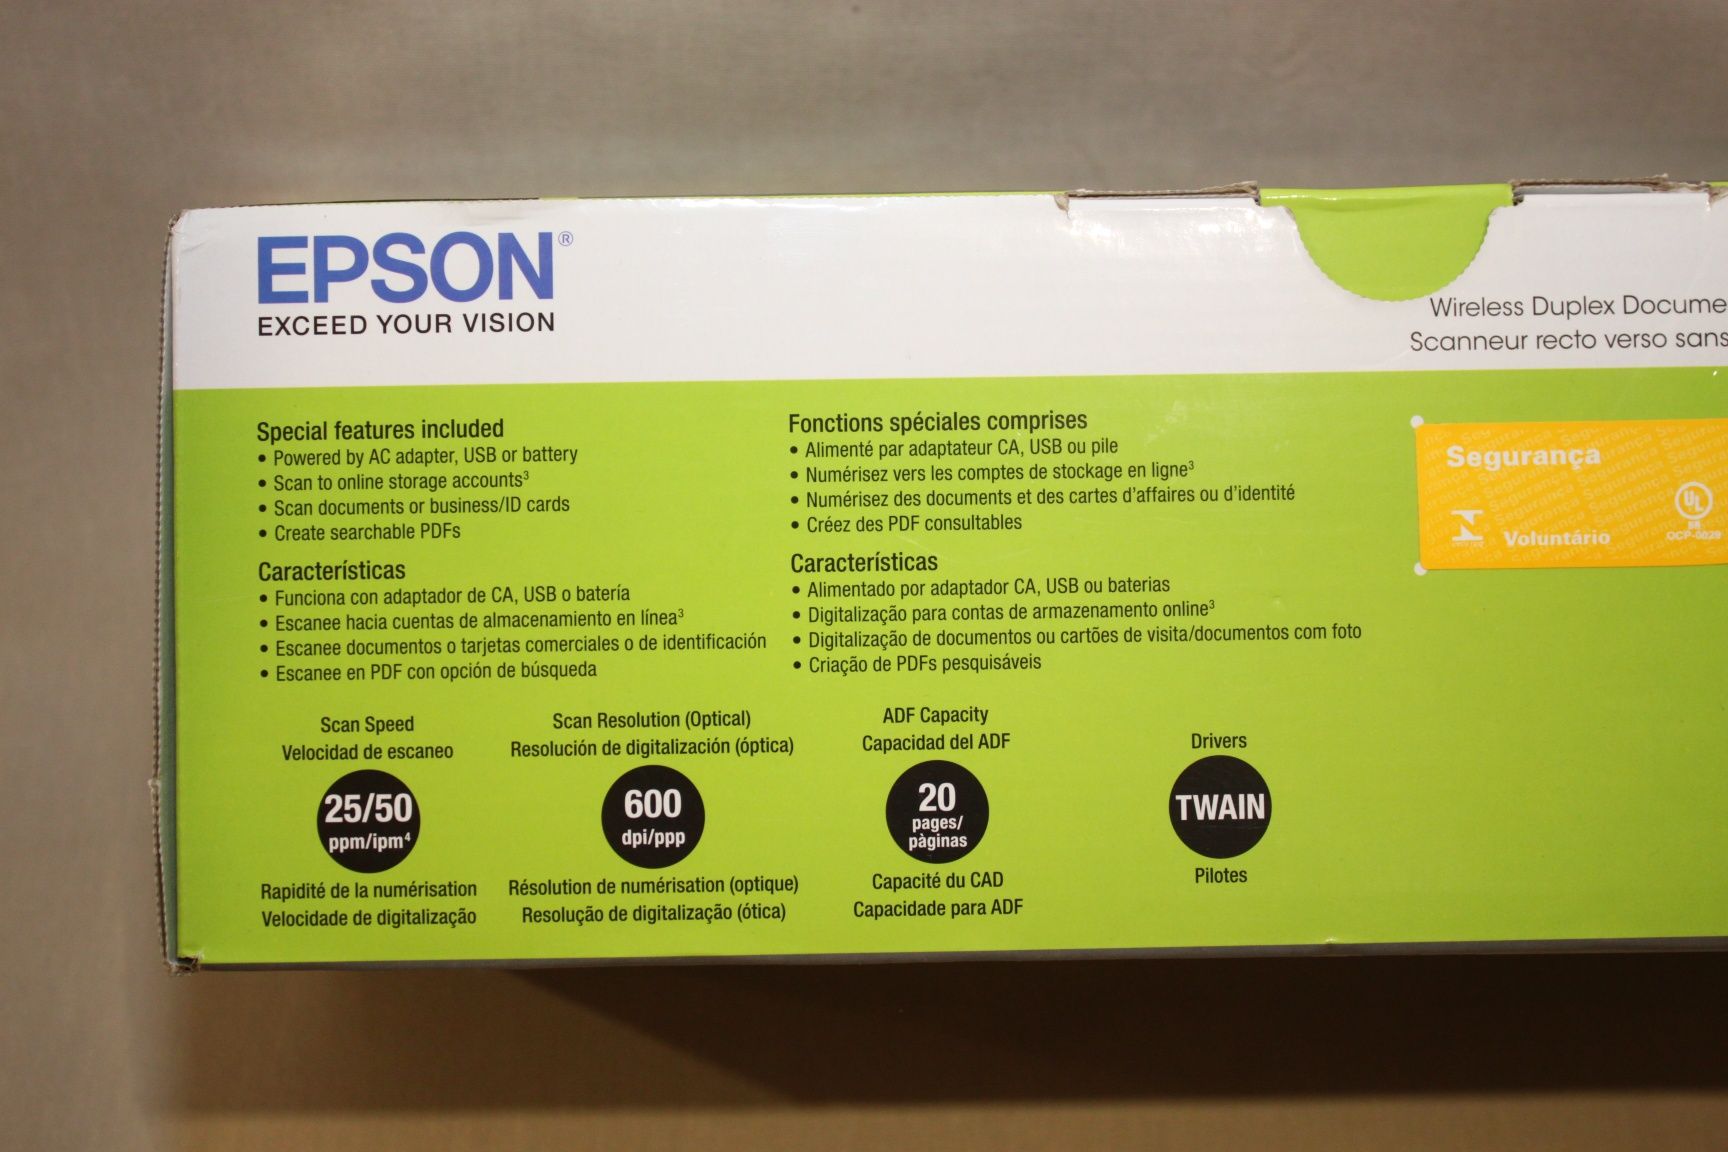 EPSON®
EXCEED YOUR VISION
Wireless Duplex Docume
Scanneur recto verso sans
Special features included
• Powered by AC adapter, USB or battery
• Scan to online storage accounts³
• Scan documents or business/ID cards
• Create searchable PDFs
Características
• Funciona con adaptador de CA, USB o batería
• Escanee hacia cuentas de almacenamiento en línea³
• Escanee documentos o tarjetas comerciales o de identificación
• Escanee en PDF con opción de búsqueda
Fonctions spéciales comprises
• Alimenté par adaptateur CA, USB ou pile
• Numérisez vers les comptes de stockage en ligne³
• Numérisez des documents et des cartes d'affaires ou d'identité
• Créez des PDF consultables
Características
• Alimentado por adaptador CA, USB ou baterias
• Digitalização para contas de armazenamento online³
• Digitalização de documentos ou cartões de visita/documentos com foto
• Criação de PDFs pesquisáveis
Segurança
Voluntário
UL
BR
OCP-0029
Scan Speed
Velocidad de escaneo
25/50
ppm/ipm⁴
Rapidité de la numérisation
Velocidade de digitalização
Scan Resolution (Optical)
Resolución de digitalización (óptica)
600
dpi/ppp
Résolution de numérisation (optique)
Resolução de digitalização (ótica)
ADF Capacity
Capacidad del ADF
20
pages/
pàginas
Capacité du CAD
Capacidade para ADF
Drivers
TWAIN
Pilotes